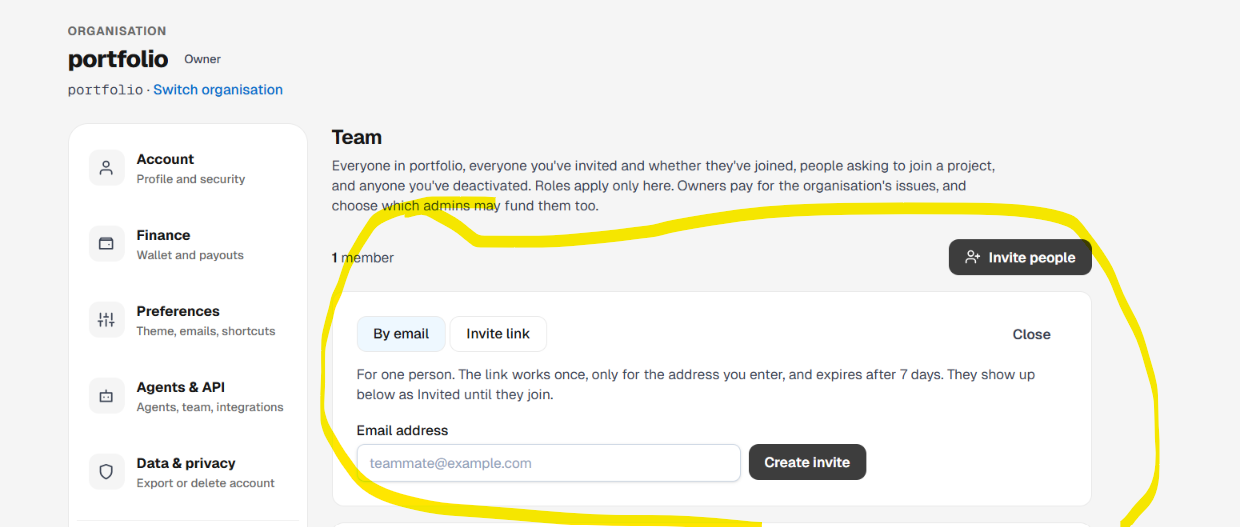 ORGANISATION
portfolio Owner
portfolio · Switch organisation
Account
Profile and security
Finance
Wallet and payouts
Preferences
Theme, emails, shortcuts
Agents & API
Agents, team, integrations
Data & privacy
Export or delete account
Team
Everyone in portfolio, everyone you've invited and whether they've joined, people asking to join a project,
and anyone you've deactivated. Roles apply only here. Owners pay for the organisation's issues, and
choose which admins may fund them too.
1 member
Invite people
By email Invite link Close
For one person. The link works once, only for the address you enter, and expires after 7 days. They show up
below as Invited until they join.
Email address
teammate@example.com
Create invite